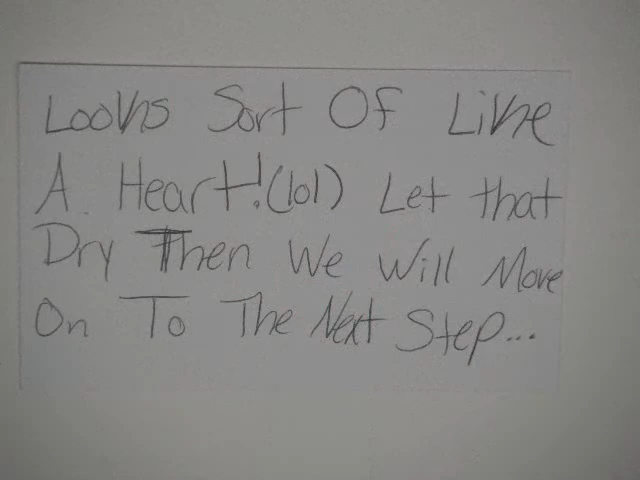 Looks Sort Of Like
A Heart!(lol) Let that
Dry Then We Will Move
On To The Next Step...